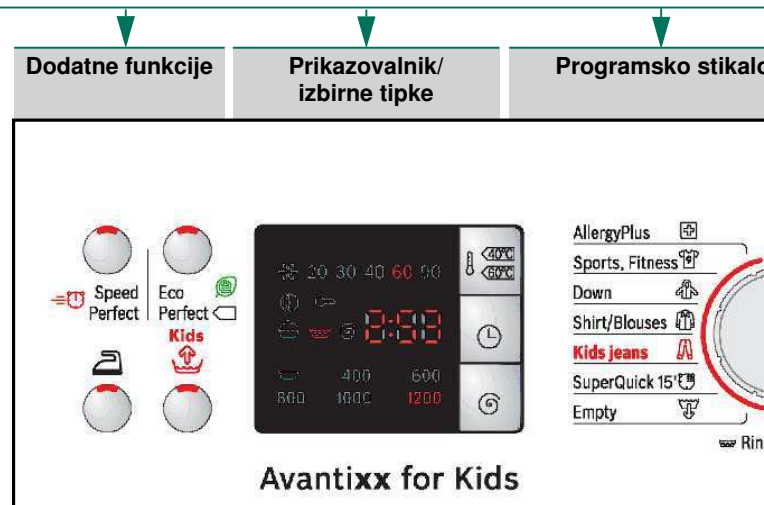 Dodatne funkcije
Prikazovalnik/
izbirne tipke
Programsko stikalo
AllergyPlus
Sports, Fitness
Down
Shirt/Blouses
Kids jeans
SuperQuick 15'
Empty
Rin
Speed
Perfect
Eco
Perfect
Kids
20 30 40 60 90
8:88
400 600
800 1000 1200
40°C
60°C
Avantixx for Kids